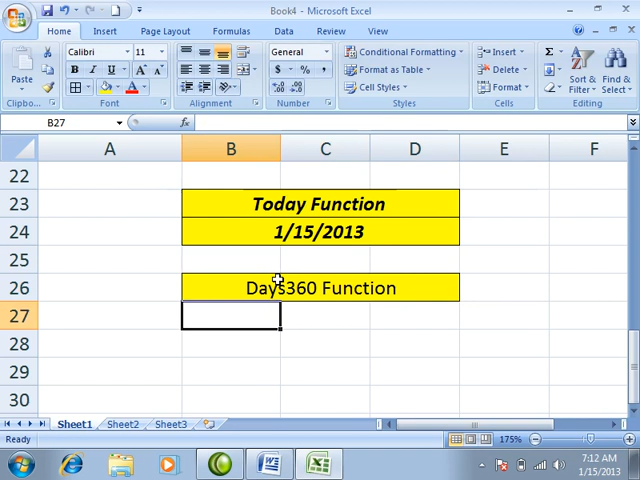 Book4 - Microsoft Excel
Home Insert Page Layout Formulas Data Review View
Paste Calibri 11 A A General Conditional Formatting Insert Σ
B I U A A $ % , Format as Table Delete Sort & Filter Find & Select
Cell Styles Format
Clipbo... Font Alignment Number Styles Cells Editing
B27 fx
A B C D E F
22
23 Today Function
24 1/15/2013
25
26 Days360 Function
27
28
29
30
Sheet1 Sheet2 Sheet3
Ready 175%
7:12 AM
1/15/2013